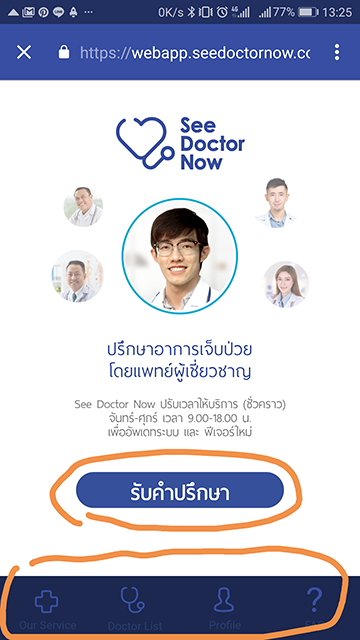 0K/s 4G 77% 13:25
https://webapp.seedoctornow.cc
See
Doctor
Now
ปรึกษาอาการเจ็บป่วย
โดยแพทย์ผู้เชี่ยวชาญ
See Doctor Now ปรับเวลาให้บริการ (ชั่วคราว)
จันทร์-ศุกร์ เวลา 9.00-18.00 น.
เพื่ออัพเดทระบบ และ ฟีเจอร์ใหม่
รับคำปรึกษา
Our Service Doctor List Profile